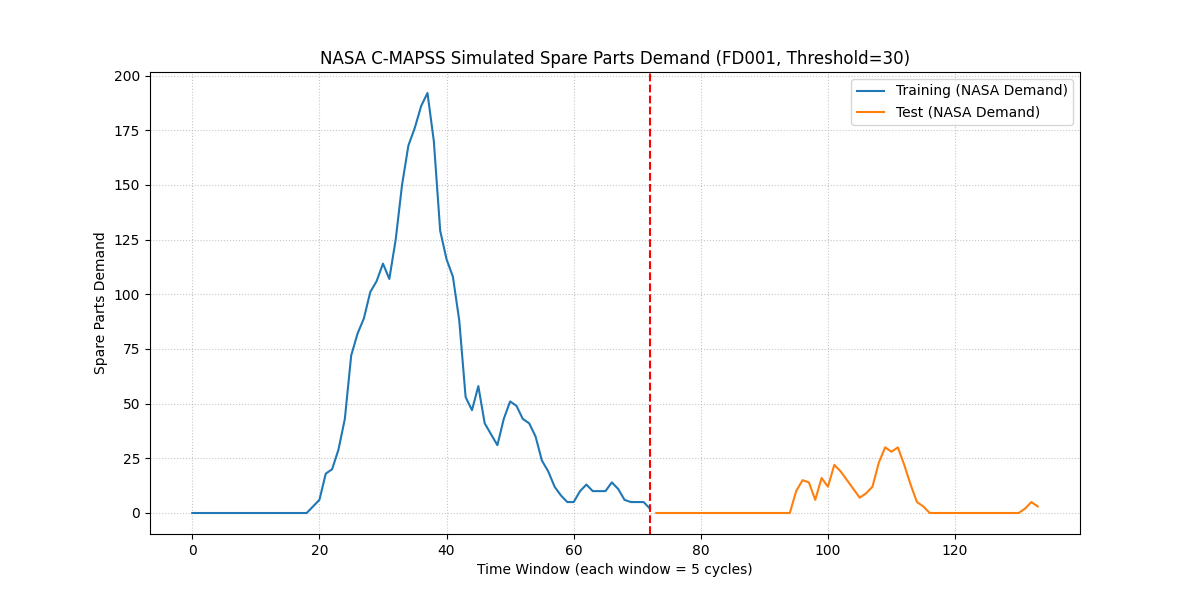 NASA C-MAPSS Simulated Spare Parts Demand (FD001, Threshold=30)
Training (NASA Demand)
Test (NASA Demand)
Spare Parts Demand
200
175
150
125
100
75
50
25
0
0 20 40 60 80 100 120
Time Window (each window = 5 cycles)